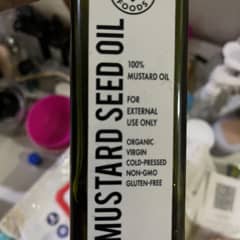 FOODS
MUSTARD SEED OIL
100%
MUSTARD OIL
FOR
EXTERNAL
USE ONLY
ORGANIC
VIRGIN
COLD-PRESSED
NON-GMO
GLUTEN-FREE